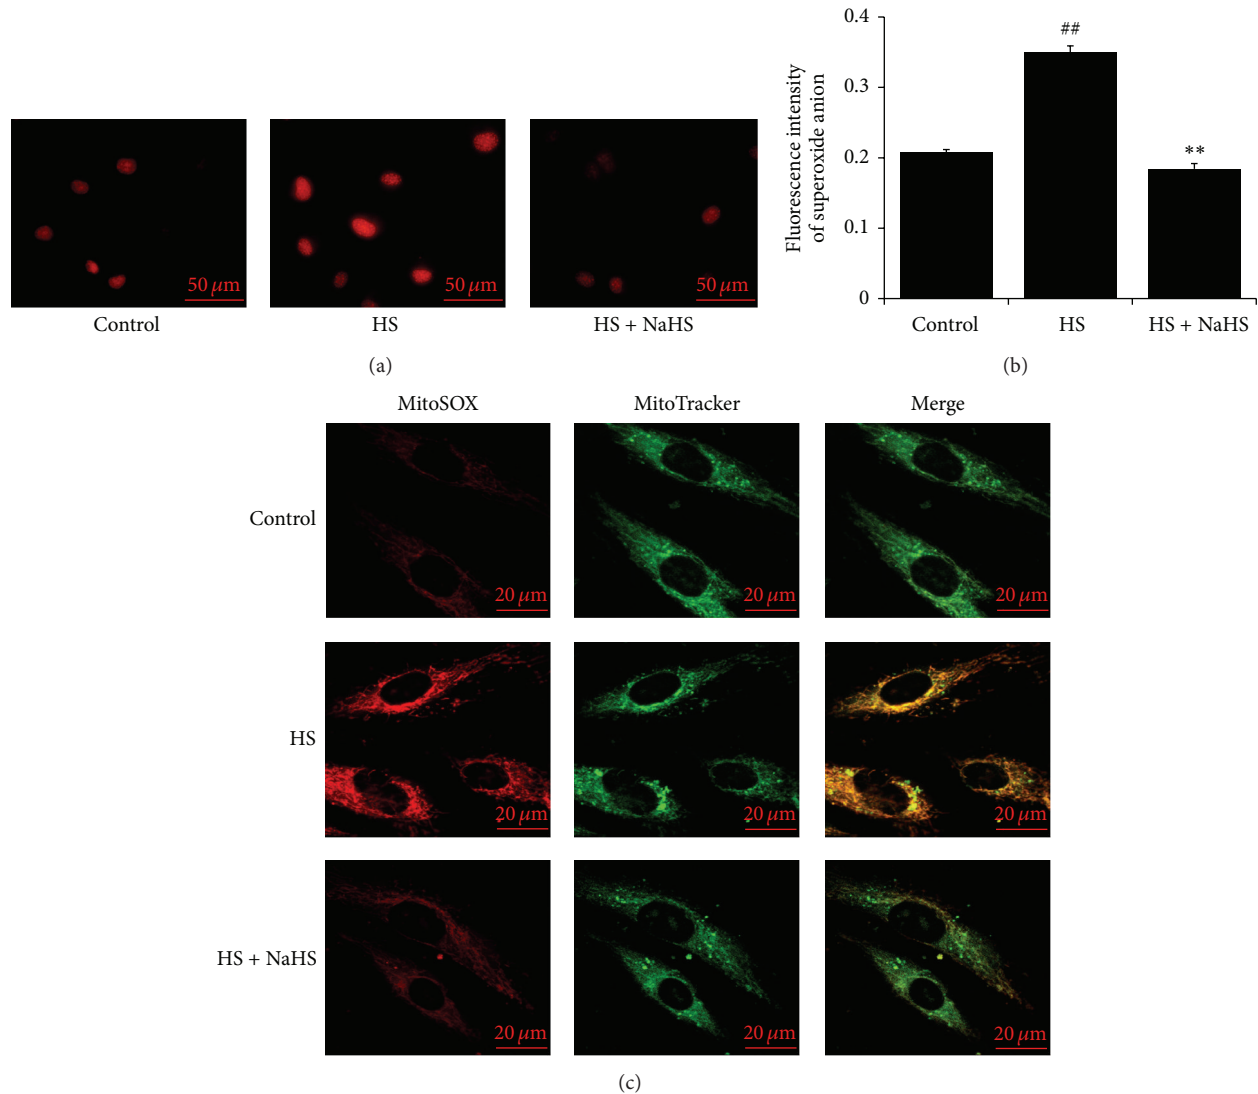 50 μm
50 μm
50 μm
Control
HS
HS + NaHS
(a)
0.4
0.3
0.2
0.1
0
Fluorescence intensity
of superoxide anion
##
**
Control
HS
HS + NaHS
(b)
MitoSOX
MitoTracker
Merge
Control
20 μm
20 μm
20 μm
HS
20 μm
20 μm
20 μm
HS + NaHS
20 μm
20 μm
20 μm
(c)